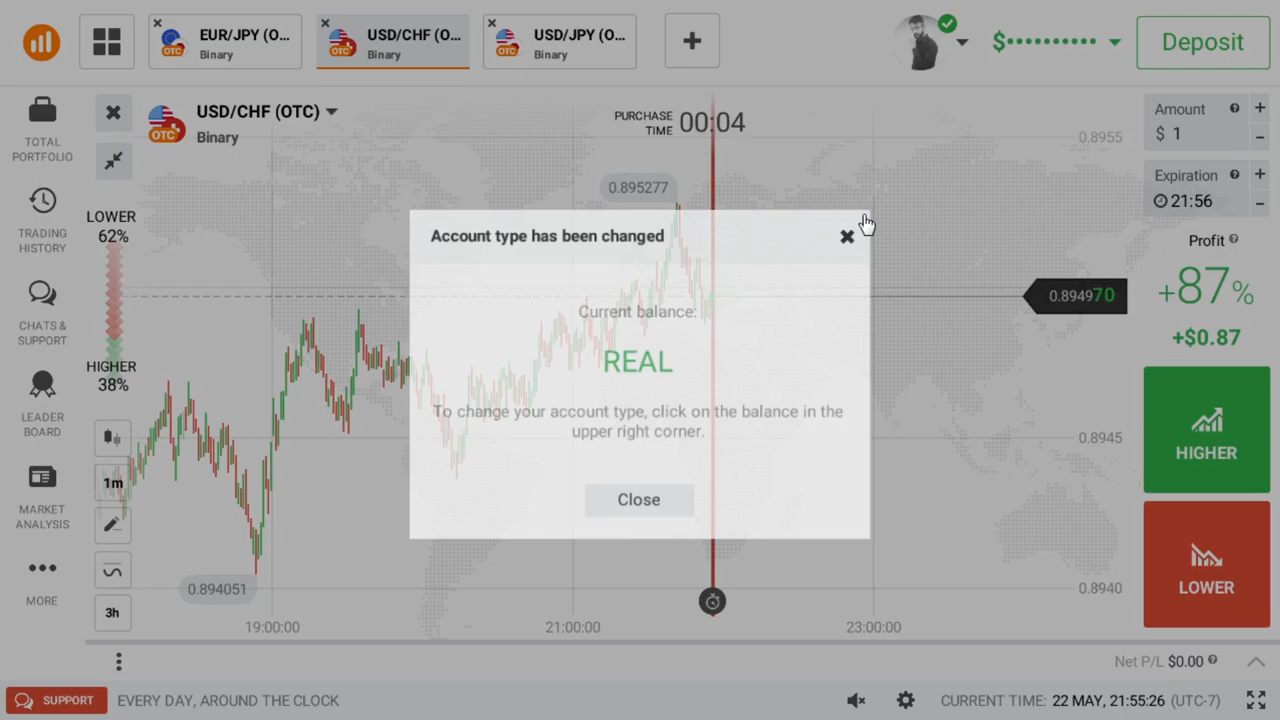 EUR/JPY (O...
Binary
OTC
USD/CHF (O...
Binary
OTC
USD/JPY (O...
Binary
OTC
$••••••••••
Deposit
TOTAL
PORTFOLIO
TRADING
HISTORY
CHATS &
SUPPORT
LEADER
BOARD
MARKET
ANALYSIS
MORE
USD/CHF (OTC)
Binary
OTC
PURCHASE
TIME
00:04
LOWER
62%
HIGHER
38%
1m
3h
0.895277
0.894051
0.8955
0.894970
0.8945
0.8940
19:00:00
21:00:00
23:00:00
Account type has been changed
Current balance:
REAL
To change your account type, click on the balance in the
upper right corner.
Close
Amount
$ 1
Expiration
21:56
Profit
+87%
+$0.87
HIGHER
LOWER
Net P/L $0.00
SUPPORT
EVERY DAY, AROUND THE CLOCK
CURRENT TIME: 22 MAY, 21:55:26 (UTC-7)